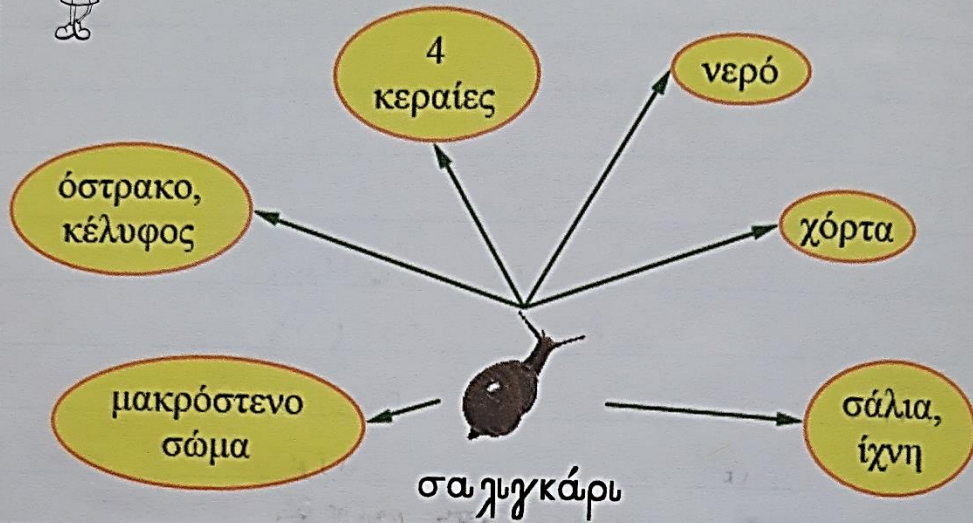 4
κεραίες
νερό
όστρακο,
κέλυφος
χόρτα
μακρόστενο
σώμα
σάλια,
ίχνη
σαλιγκάρι